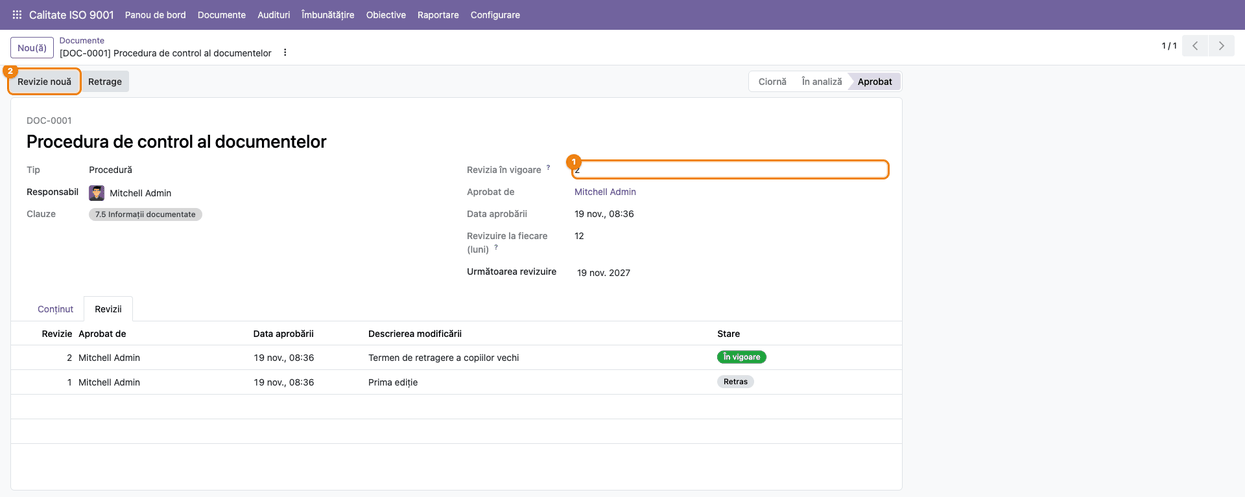 Calitate ISO 9001 Panou de bord Documente Audituri Îmbunătățire Obiective Raportare Configurare
Nou(ă) Documente
[DOC-0001] Procedura de control al documentelor
1 / 1
2
Revizie nouă Retrage Ciornă În analiză Aprobat
DOC-0001
Procedura de control al documentelor
1
Tip Procedură Revizia în vigoare ? 2
Responsabil Mitchell Admin Aprobat de Mitchell Admin
Clauze 7.5 Informații documentate Data aprobării 19 nov., 08:36
Revizuire la fiecare 12
(luni) ?
Următoarea revizuire 19 nov. 2027
Conținut Revizii
Revizie Aprobat de Data aprobării Descrierea modificării Stare
2 Mitchell Admin 19 nov., 08:36 Termen de retragere a copiilor vechi În vigoare
1 Mitchell Admin 19 nov., 08:36 Prima ediție Retras